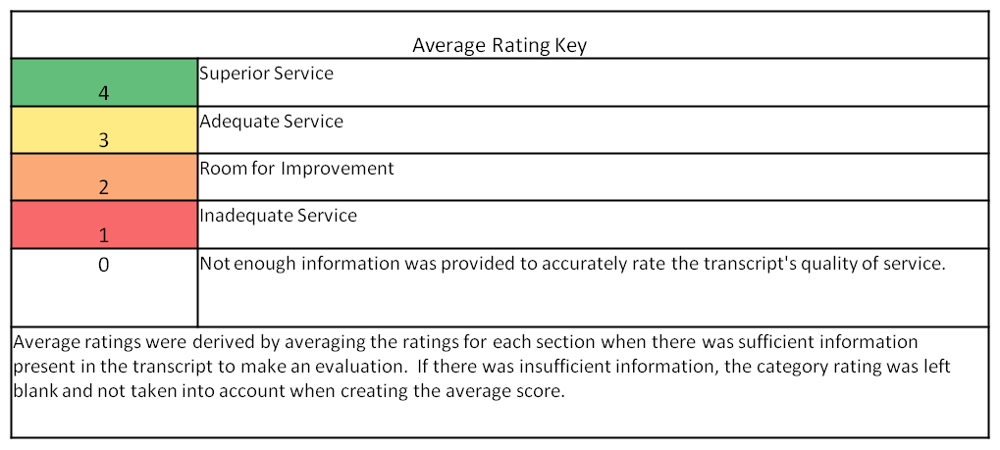 Average Rating Key
4
Superior Service
3
Adequate Service
2
Room for Improvement
1
Inadequate Service
0
Not enough information was provided to accurately rate the transcript's quality of service.
Average ratings were derived by averaging the ratings for each section when there was sufficient information
present in the transcript to make an evaluation.  If there was insufficient information, the category rating was left
blank and not taken into account when creating the average score.